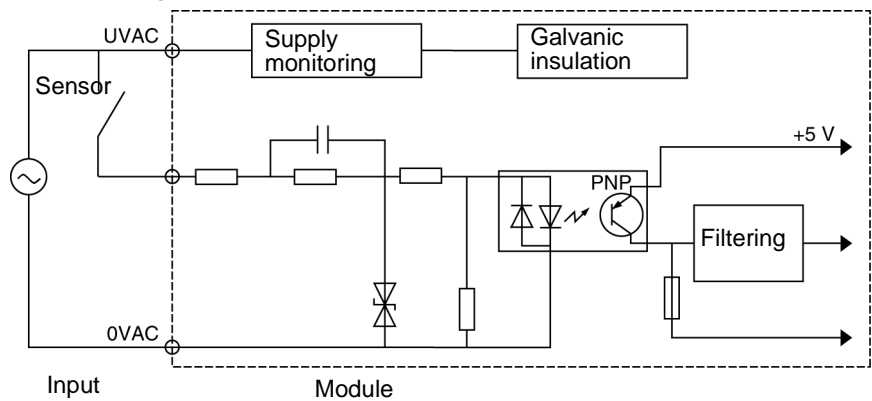 UVAC
Supply
monitoring
Galvanic
insulation
Sensor
+5 V
PNP
Filtering
0VAC
Input
Module